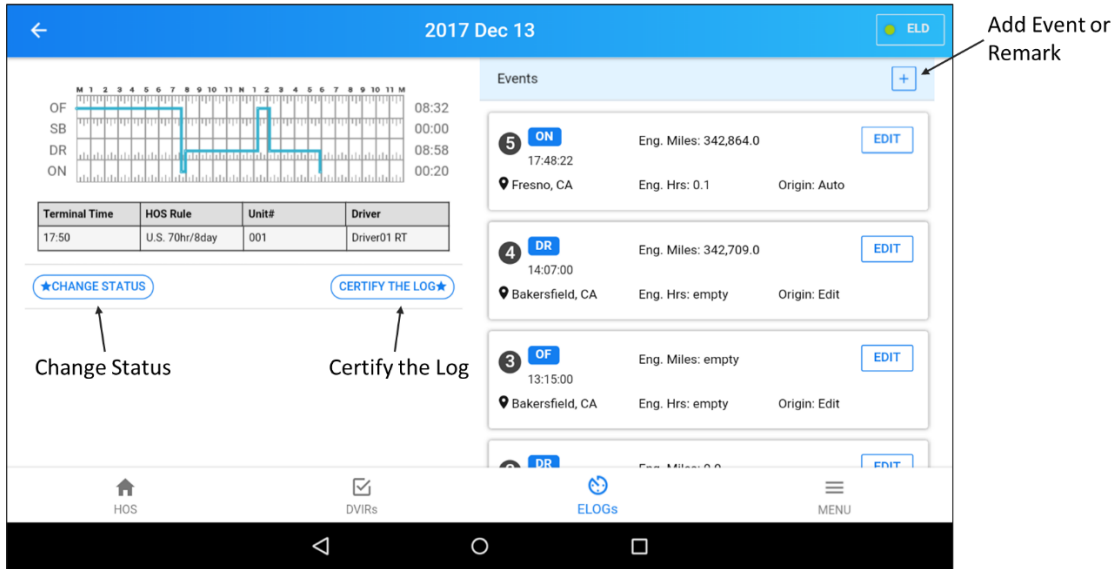 2017 Dec 13
ELD
Add Event or
Remark
M 1 2 3 4 5 6 7 8 9 10 11 N 1 2 3 4 5 6 7 8 9 10 11 M
OF 08:32
SB 00:00
DR 08:58
ON 00:20
Terminal Time HOS Rule Unit# Driver
17:50 U.S. 70hr/8day 001 Driver01 RT
★CHANGE STATUS CERTIFY THE LOG★
Change Status Certify the Log
Events +
5 ON Eng. Miles: 342,864.0 EDIT
17:48:22
Fresno, CA Eng. Hrs: 0.1 Origin: Auto
4 DR Eng. Miles: 342,709.0 EDIT
14:07:00
Bakersfield, CA Eng. Hrs: empty Origin: Edit
3 OF Eng. Miles: empty EDIT
13:15:00
Bakersfield, CA Eng. Hrs: empty Origin: Edit
DR Eng. Miles: 0.0 EDIT
HOS DVIRs ELOGs MENU